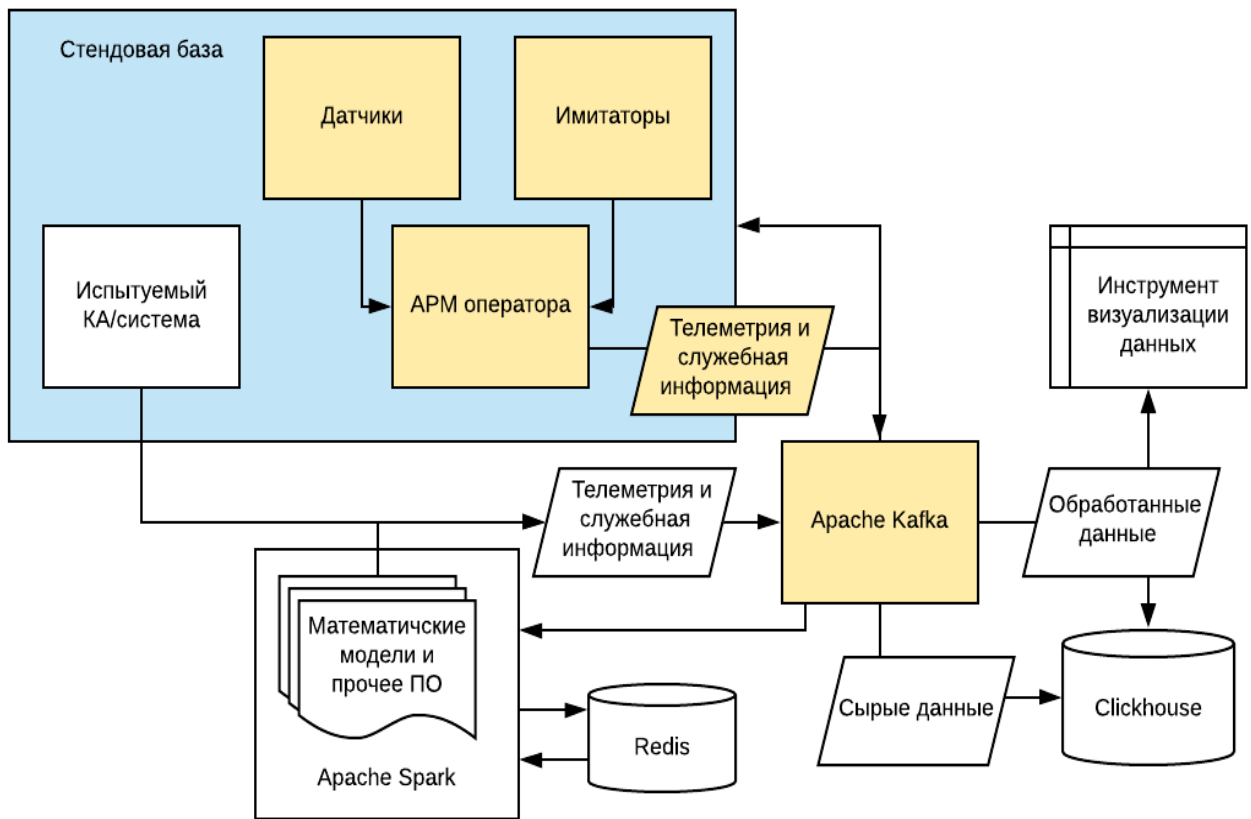 Стендовая база
Датчики
Имитаторы
Испытуемый
КА/система
АРМ оператора
Телеметрия и
служебная
информация
Инструмент
визуализации
данных
Телеметрия и
служебная
информация
Apache Kafka
Обработанные
данные
Математичские
модели и
прочее ПО
Apache Spark
Redis
Сырые данные
Clickhouse